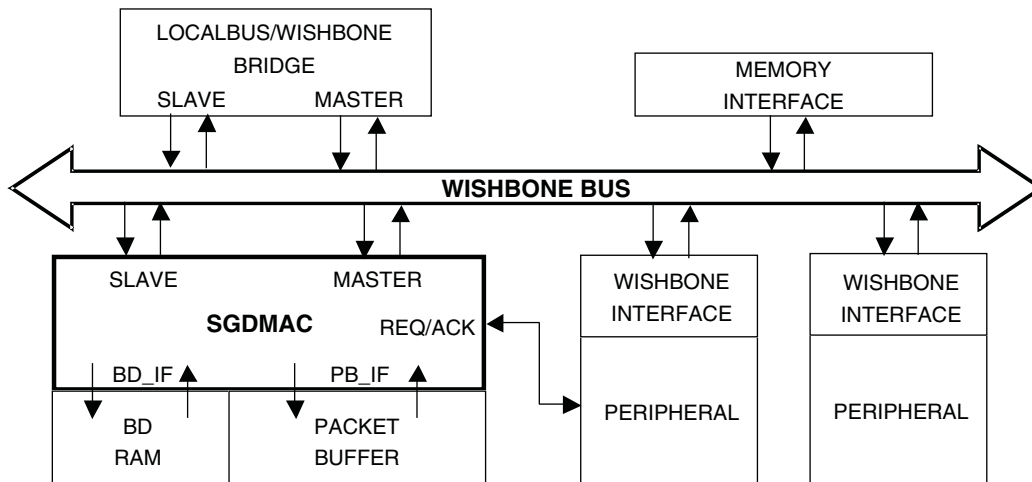 LOCALBUS/WISHBONE
BRIDGE
SLAVE MASTER
MEMORY
INTERFACE
WISHBONE BUS
SLAVE MASTER
SGDMAC
REQ/ACK
BD_IF PB_IF
BD
RAM
PACKET
BUFFER
WISHBONE
INTERFACE
PERIPHERAL
WISHBONE
INTERFACE
PERIPHERAL